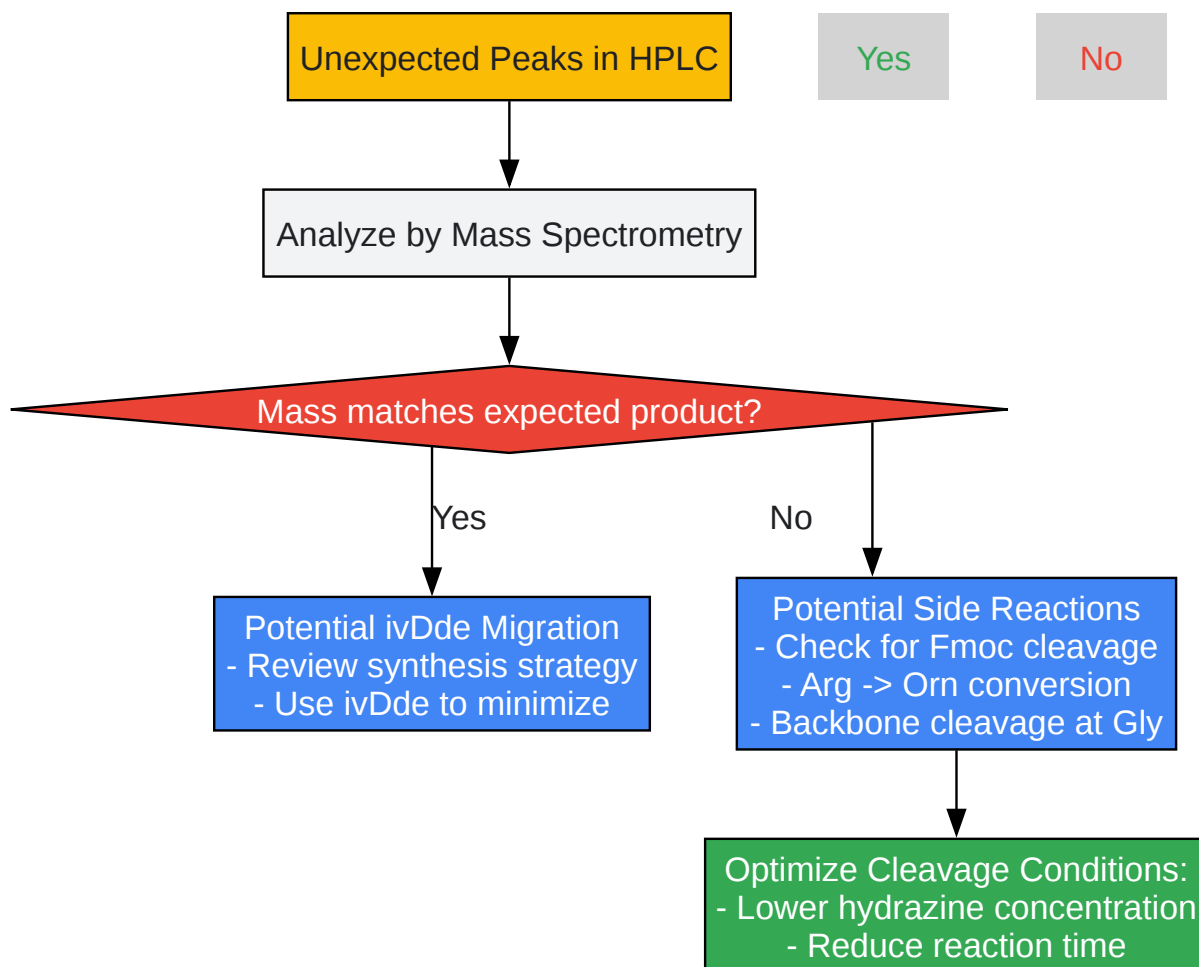 Unexpected Peaks in HPLC
Yes
No
Analyze by Mass Spectrometry
Mass matches expected product?
Yes
No
Potential ivDde Migration
- Review synthesis strategy
- Use ivDde to minimize
Potential Side Reactions
- Check for Fmoc cleavage
- Arg -> Orn conversion
- Backbone cleavage at Gly
Optimize Cleavage Conditions:
- Lower hydrazine concentration
- Reduce reaction time